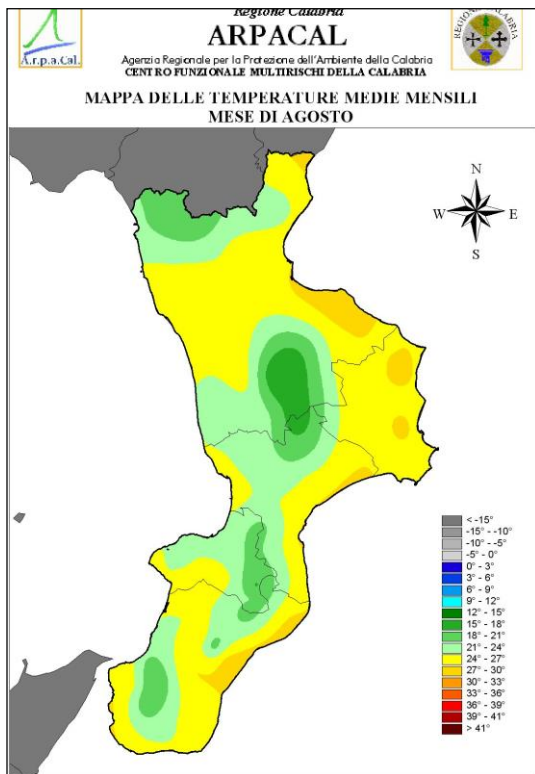 Regione Calabria
ARPACAL
Agenzia Regionale per la Protezione dell'Ambiente della Calabria
CENTRO FUNZIONALE MULTIRISCHI DELLA CALABRIA
A.r.p.a.Cal.
REGIONE CALABRIA
MAPPA DELLE TEMPERATURE MEDIE MENSILI
MESE DI AGOSTO
N
W E
S
< -15°
-15° - -10°
-10° - -5°
-5° - 0°
0° - 3°
3° - 6°
6° - 9°
9° - 12°
12° - 15°
15° - 18°
18° - 21°
21° - 24°
24° - 27°
27° - 30°
30° - 33°
33° - 36°
36° - 39°
39° - 41°
> 41°